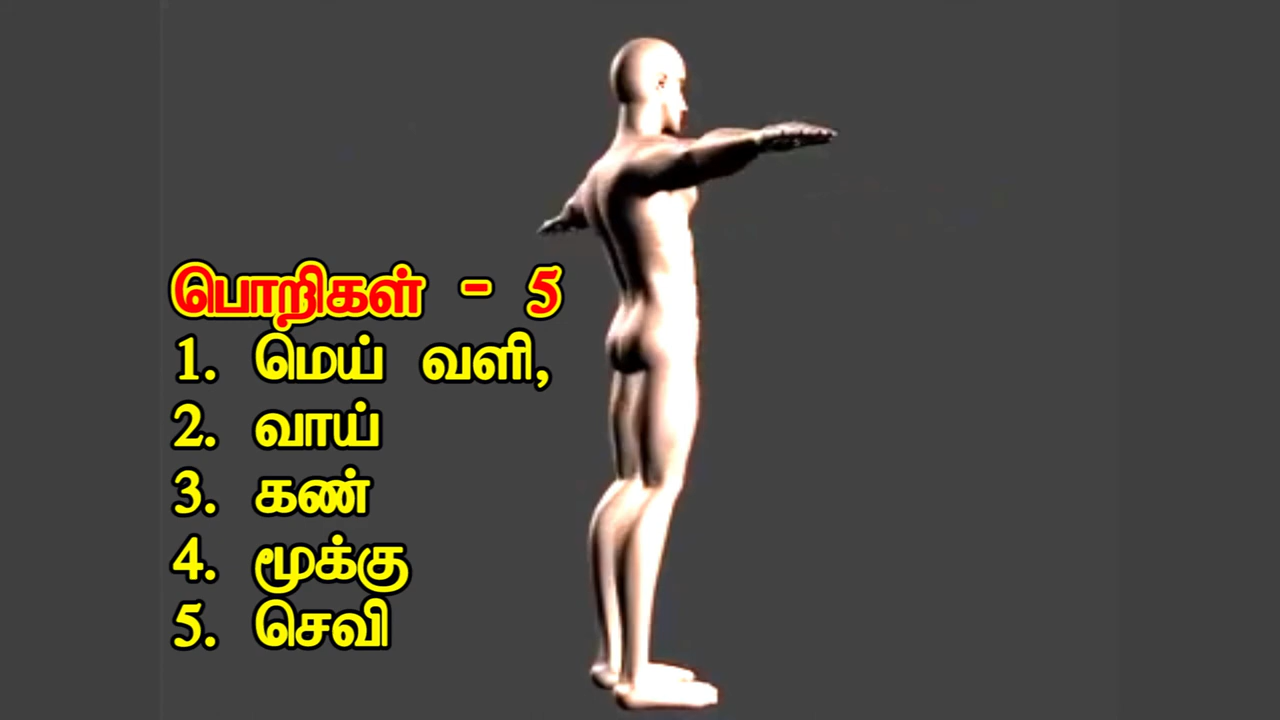 பொறிகள் - 5
1. மெய் வளி,
2. வாய்
3. கண்
4. மூக்கு
5. செவி